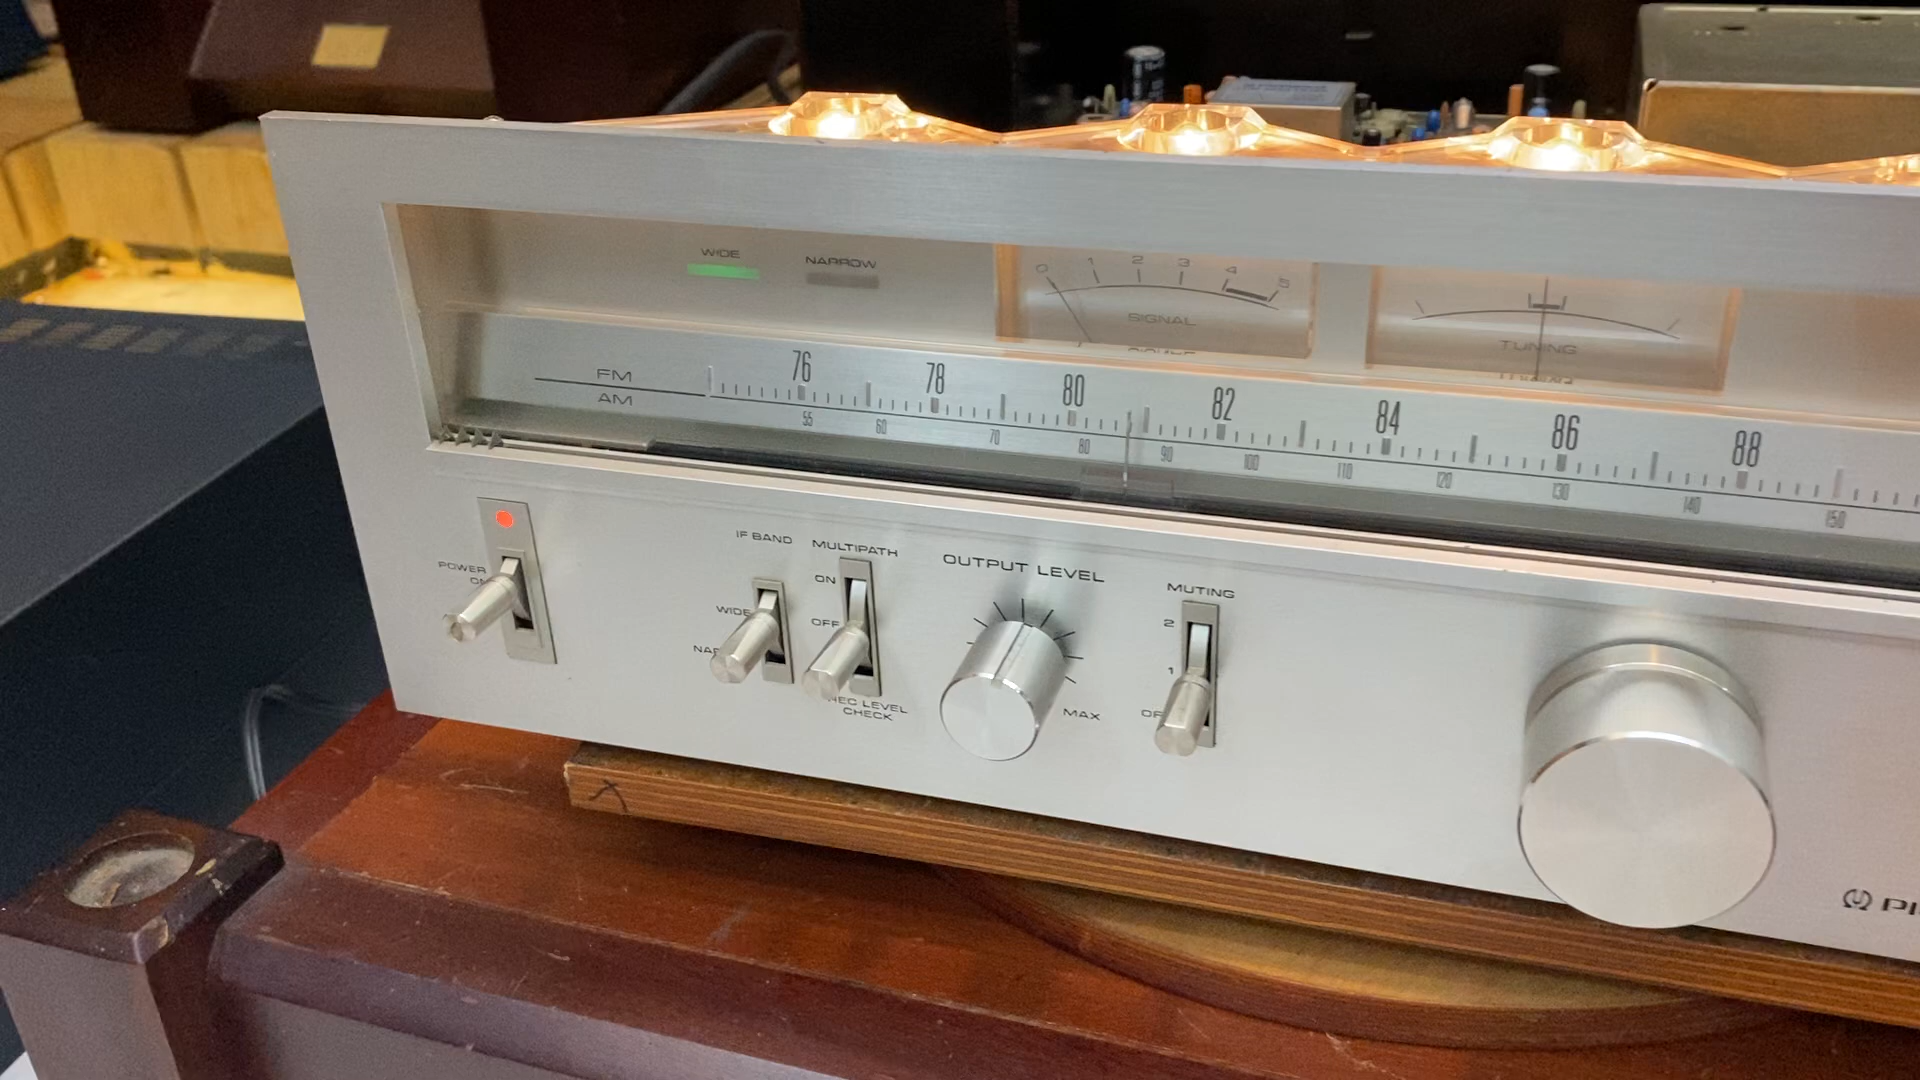 WIDE
NARROW
0 1 2 3 4 5
SIGNAL
TUNING
FM
76 78 80 82 84 86 88
AM
55 60 70 80 90 100 110 120 130 140 150
POWER
ON
IF BAND
WIDE
MULTIPATH
ON
OFF
REC LEVEL
CHECK
OUTPUT LEVEL
MAX
MUTING
2
1